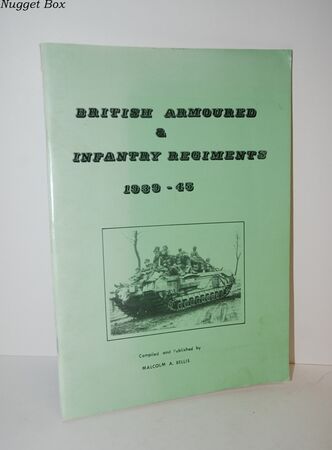 Nugget Box
BRITISH ARMOURED
&
INFANTRY REGIMENTS
1939 - 45
Compiled and Published by
MALCOLM A. BELLIS